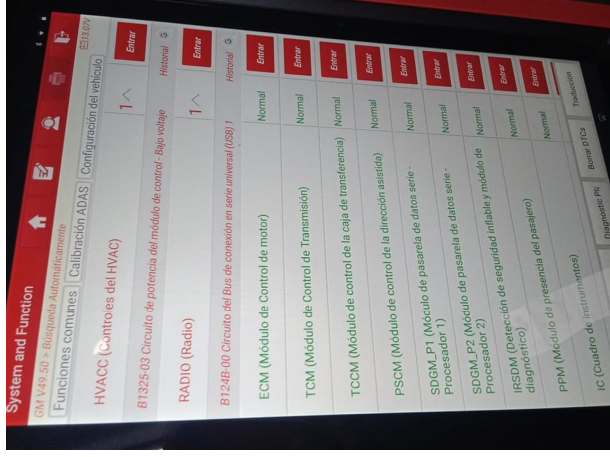 System and Function
GM V49.50 > Búsqueda Automáticamente
13.07V
Funciones comunes
Calibración ADAS
Configuración del vehículo
HVACC (Controles del HVAC)
1
Entrar
B1325-03 Circuito de potencia del módulo de control - Bajo voltaje
Historial
RADIO (Radio)
1
Entrar
B124B-00 Circuito del Bus de conexión en serie universal (USB) 1
Historial
ECM (Módulo de Control de motor)
Normal
Entrar
TCM (Módulo de Control de Transmisión)
Normal
Entrar
TCCM (Módulo de control de la caja de transferencia)
Normal
Entrar
PSCM (Módulo de control de la dirección asistida)
Normal
Entrar
SDGM_P1 (Módulo de pasarela de datos serie -
Procesador 1)
Normal
Entrar
SDGM_P2 (Módulo de pasarela de datos serie -
Procesador 2)
Normal
Entrar
IRSDM (Detección de seguridad inflable y módulo de
diagnóstico)
Normal
Entrar
PPM (Módulo de presencia del pasajero)
Normal
Entrar
IC (Cuadro de instrumentos)
Diagnostic Pla
Borrar DTCs
Traducción